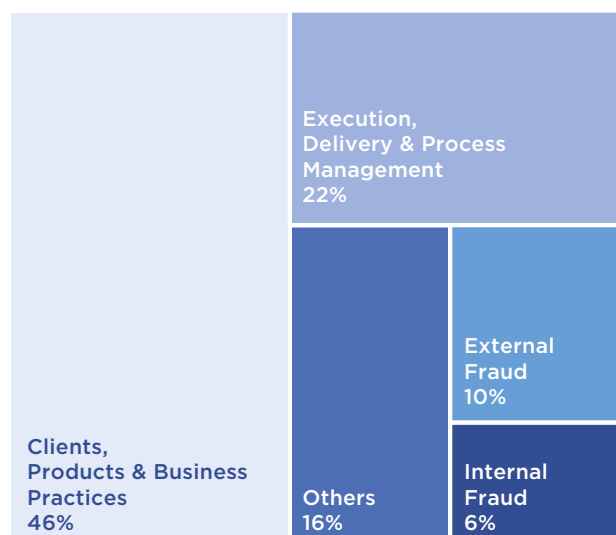 Execution,
Delivery & Process
Management
22%
External
Fraud
10%
Clients,
Products & Business
Practices
46%
Others
16%
Internal
Fraud
6%